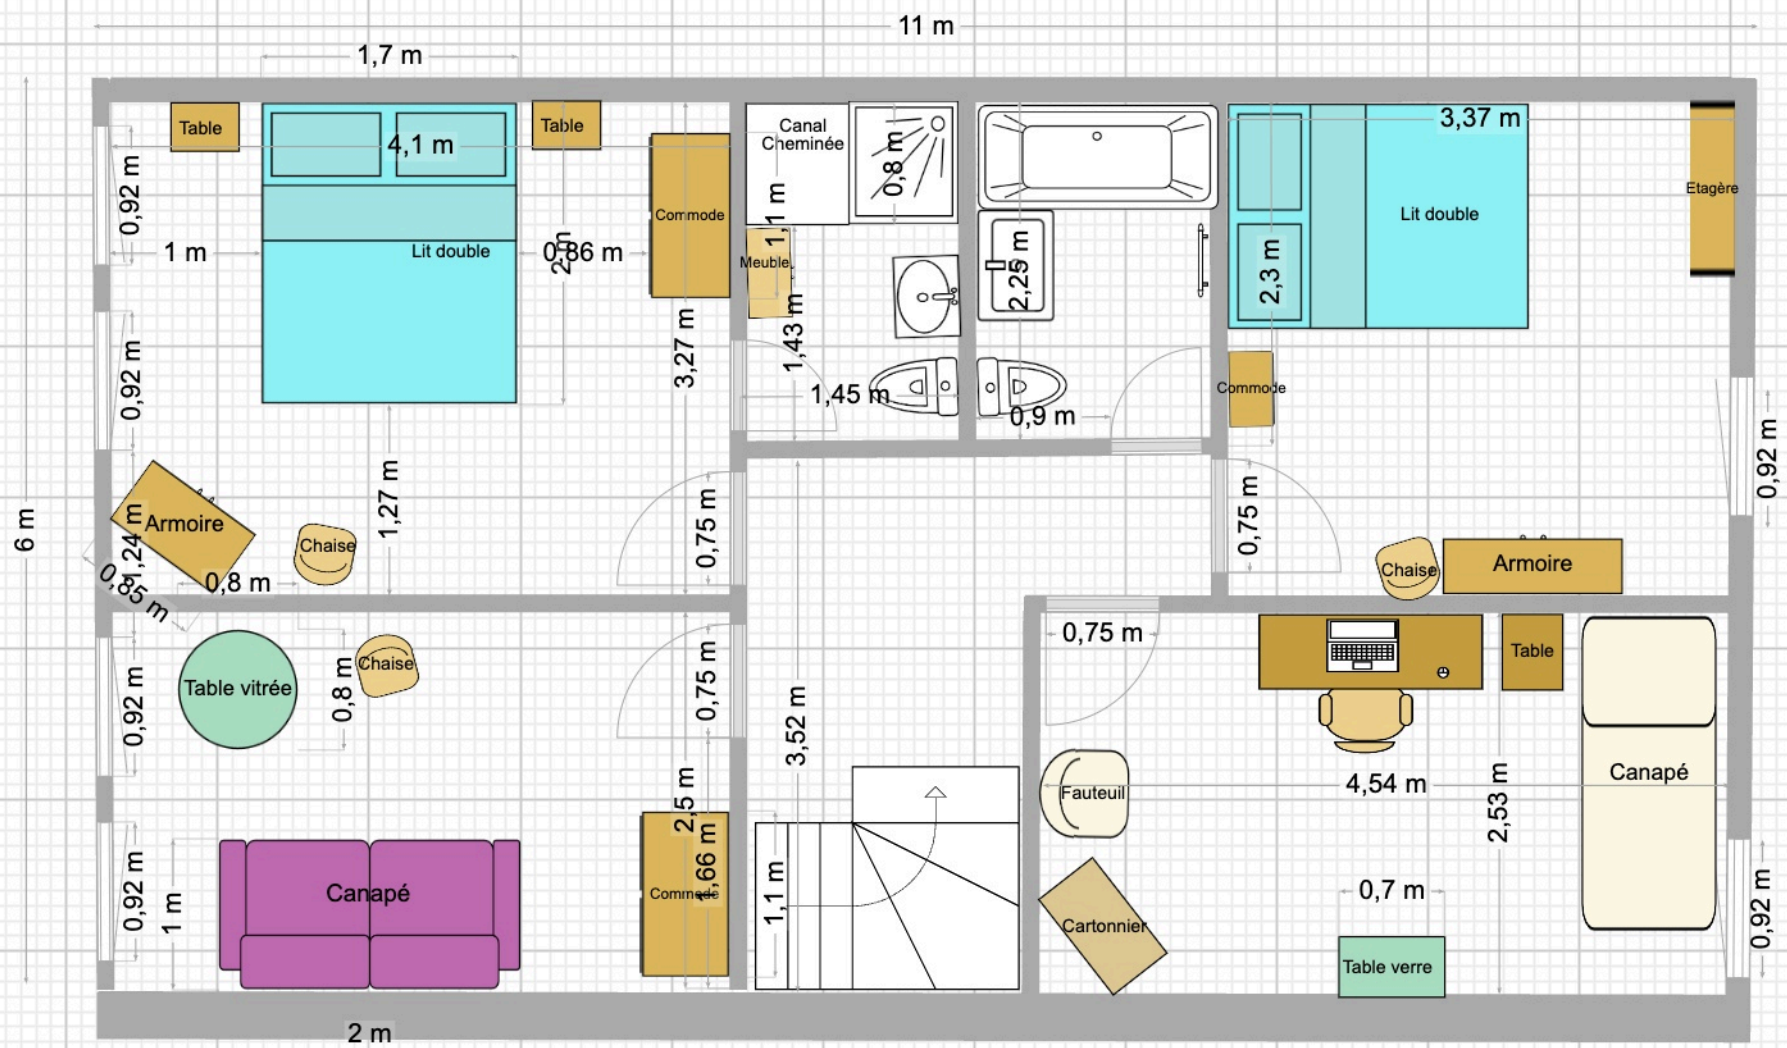 11 m
1,7 m
Table
Table
4,1 m
Canal
Cheminée
0,8 m
3,37 m
0,92 m
Commode
1,1 m
Etagère
Lit double
1 m
Lit double
0,86 m
2 m
Meuble
2,25 m
2,3 m
3,27 m
1,43 m
0,92 m
1,45 m
0,9 m
Commode
0,92 m
1,27 m
0,75 m
0,75 m
6 m
Armoire
1,24 m
Chaise
0,85 m
0,8 m
Chaise
Armoire
0,75 m
Table
Table vitrée
Chaise
0,8 m
0,75 m
0,92 m
3,52 m
Canapé
4,54 m
Fauteuil
2,53 m
2,5 m
1,66 m
0,92 m
Canapé
1 m
Commode
1,1 m
0,7 m
0,92 m
Cartonnier
Table verre
2 m